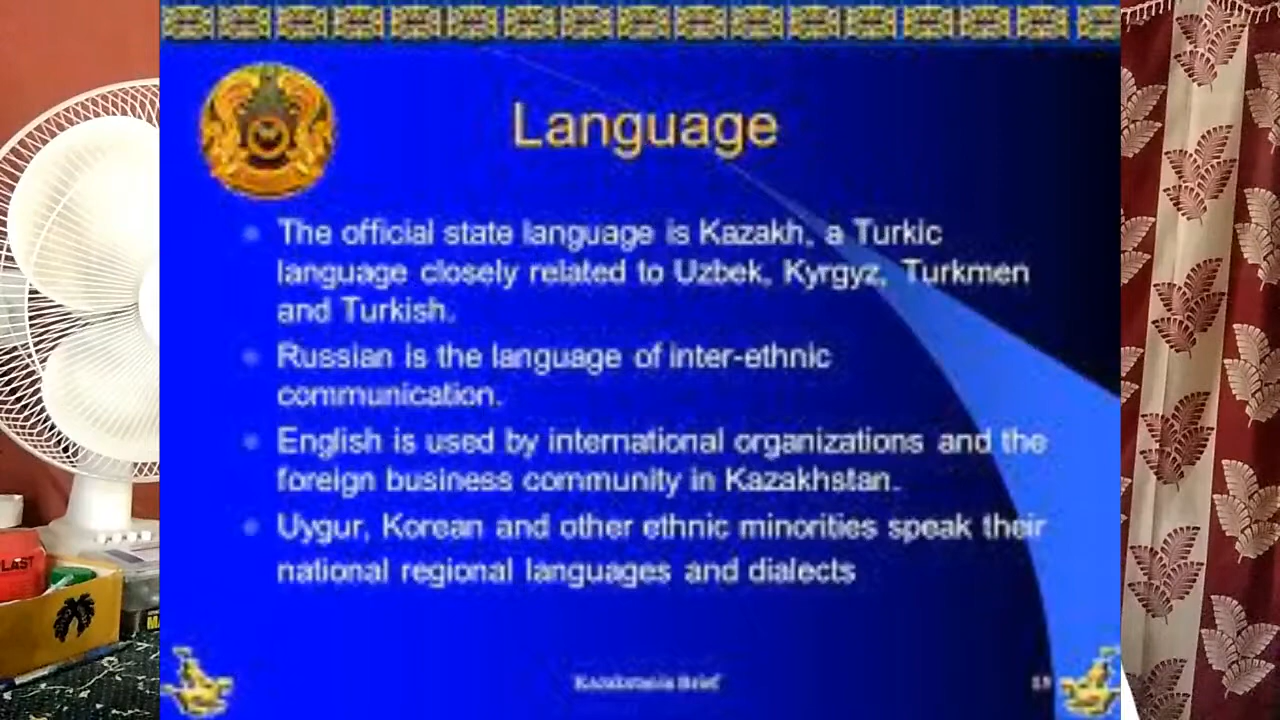 Language
The official state language is Kazakh, a Turkic
language closely related to Uzbek, Kyrgyz, Turkmen
and Turkish.
Russian is the language of inter-ethnic
communication.
English is used by international organizations and the
foreign business community in Kazakhstan.
Uygur, Korean and other ethnic minorities speak their
national regional languages and dialects
LAST